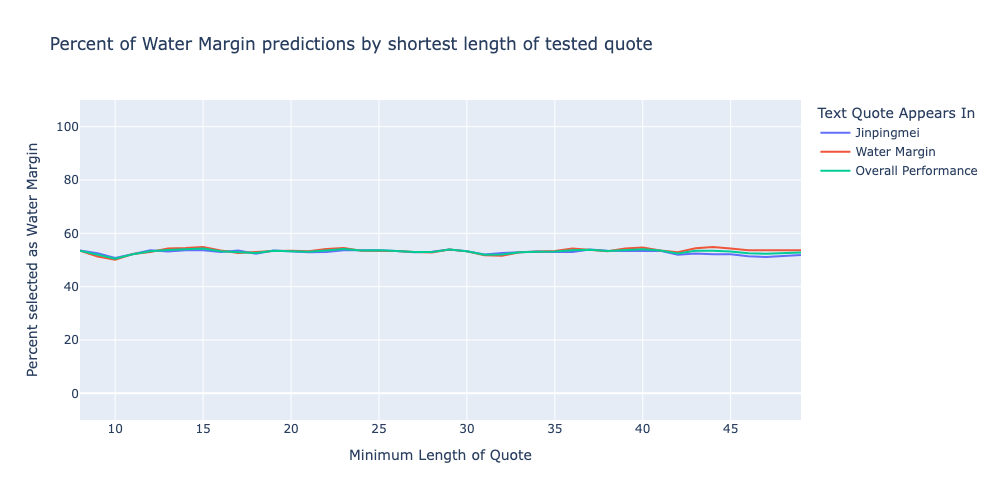 Percent of Water Margin predictions by shortest length of tested quote
Percent selected as Water Margin
100
80
60
40
20
0
10
15
20
25
30
35
40
45
Minimum Length of Quote
Text Quote Appears In
Jinpingmei
Water Margin
Overall Performance